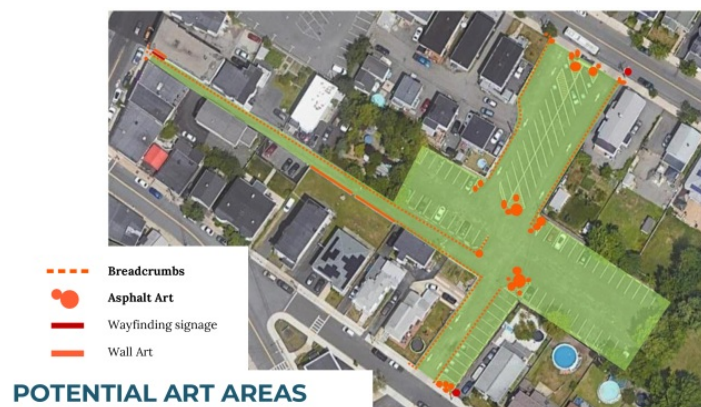 Breadcrumbs
Asphalt Art
Wayfinding signage
Wall Art
POTENTIAL ART AREAS